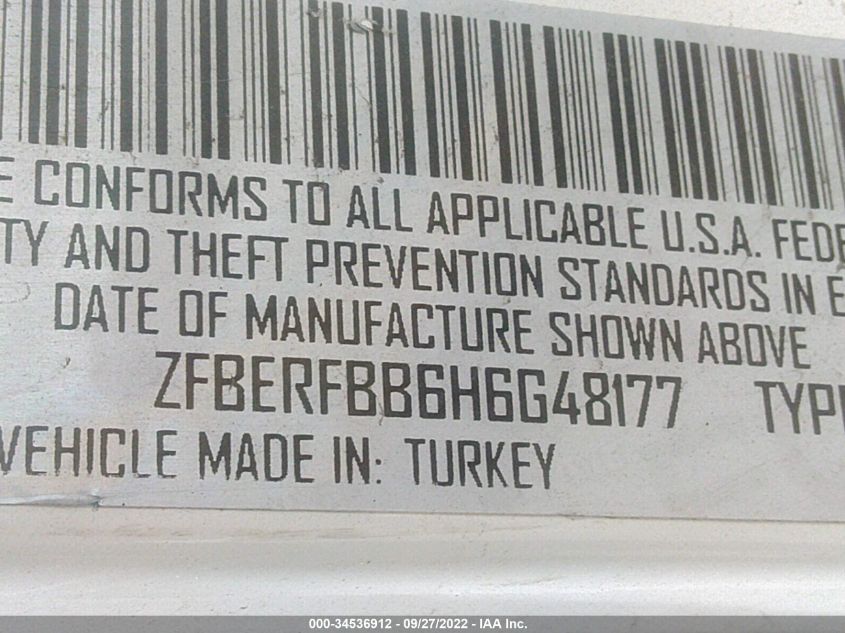 E CONFORMS TO ALL APPLICABLE U.S.A. FEDE
TY AND THEFT PREVENTION STANDARDS IN E
DATE OF MANUFACTURE SHOWN ABOVE
ZFBERFBB6H6G48177 TYP
VEHICLE MADE IN: TURKEY
000-34536912 - 09/27/2022 - IAA Inc.